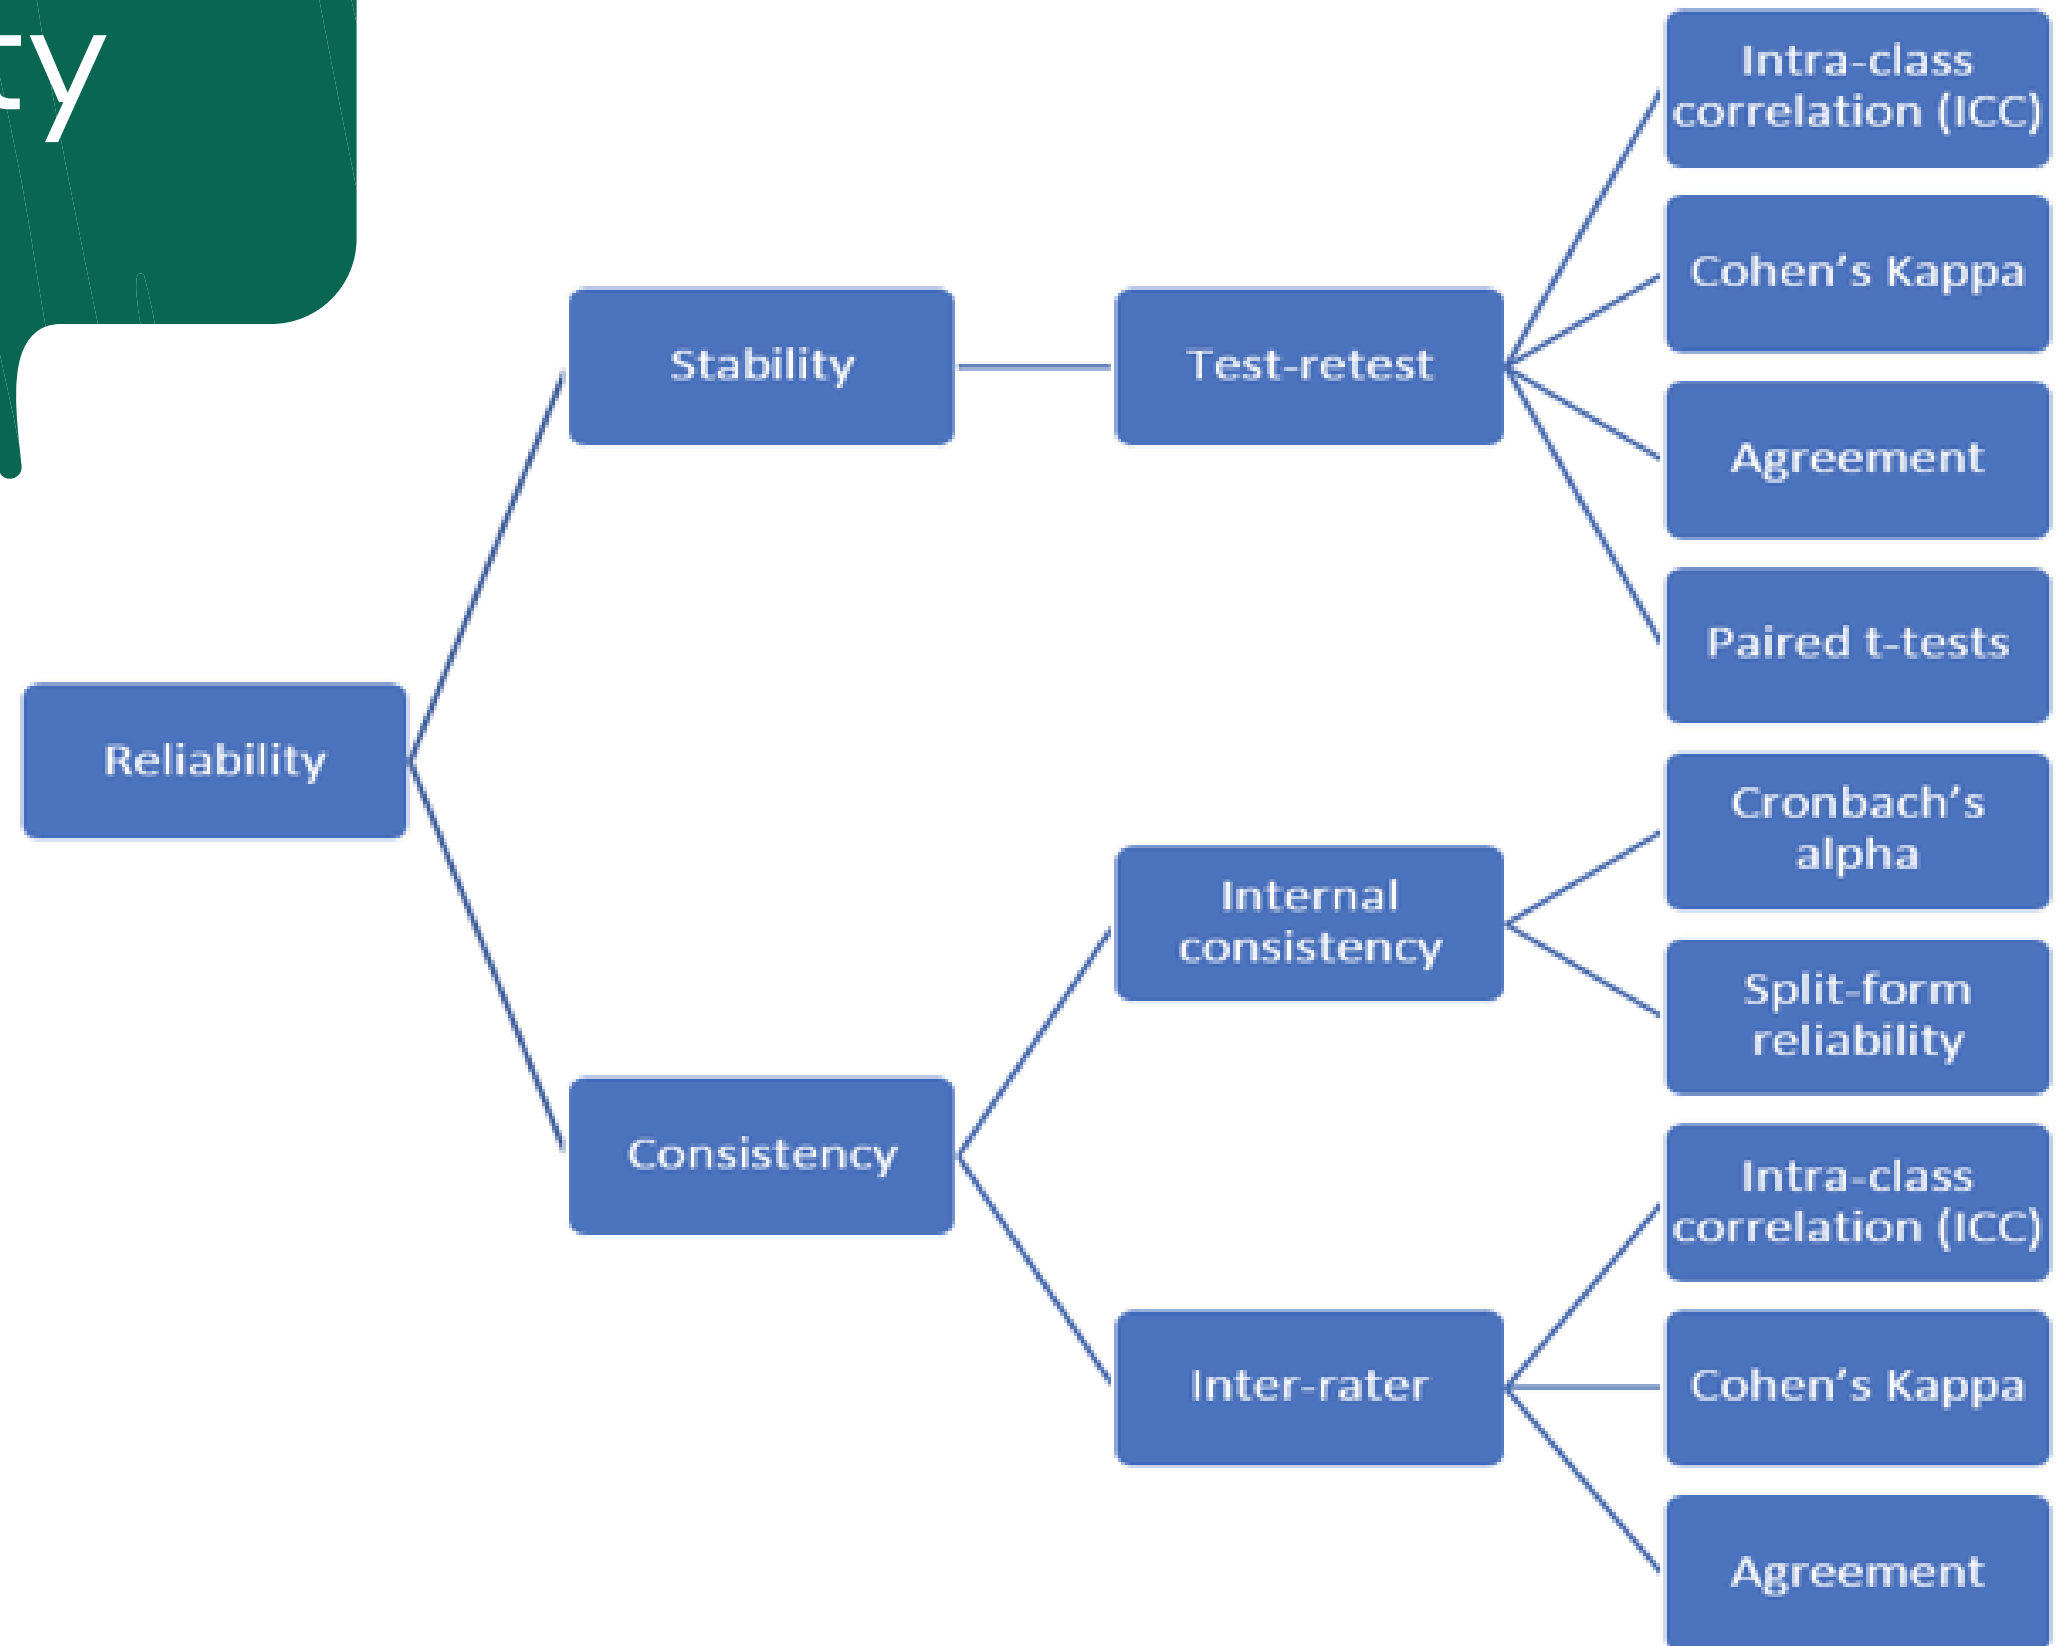 ty
Intra-class
correlation (ICC)
Cohen’s Kappa
Stability
Test-retest
Agreement
Paired t-tests
Reliability
Cronbach’s
alpha
Internal
consistency
Split-form
reliability
Consistency
Intra-class
correlation (ICC)
Inter-rater
Cohen’s Kappa
Agreement